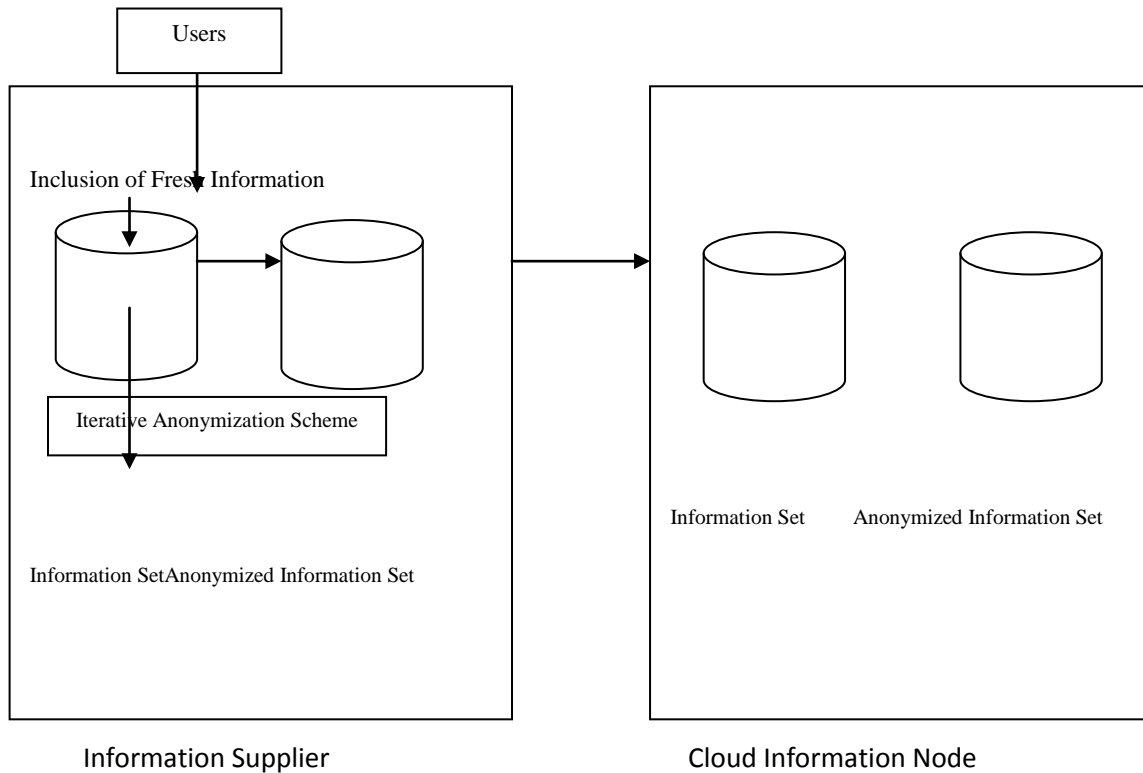 Users
Inclusion of Fresh Information
Iterative Anonymization Scheme
Information SetAnonymized Information Set
Information Supplier
Information Set Anonymized Information Set
Cloud Information Node